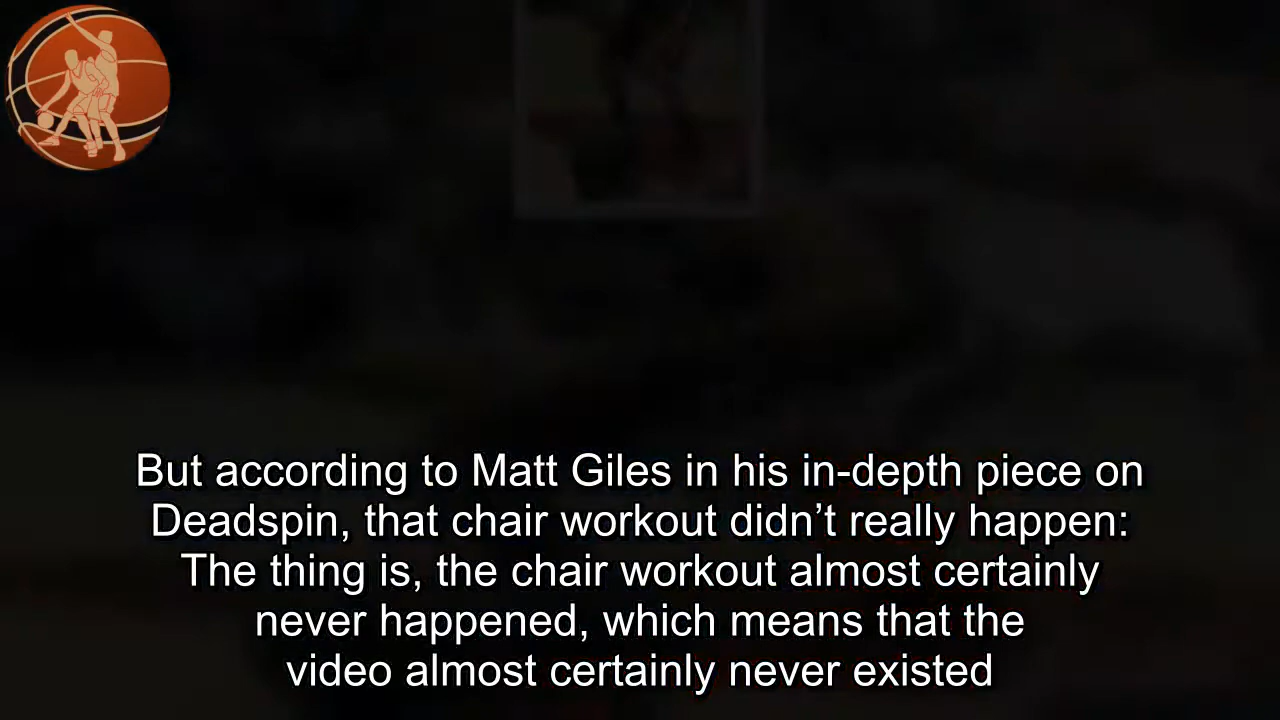 But according to Matt Giles in his in-depth piece on
Deadspin, that chair workout didn’t really happen:
The thing is, the chair workout almost certainly
never happened, which means that the
video almost certainly never existed